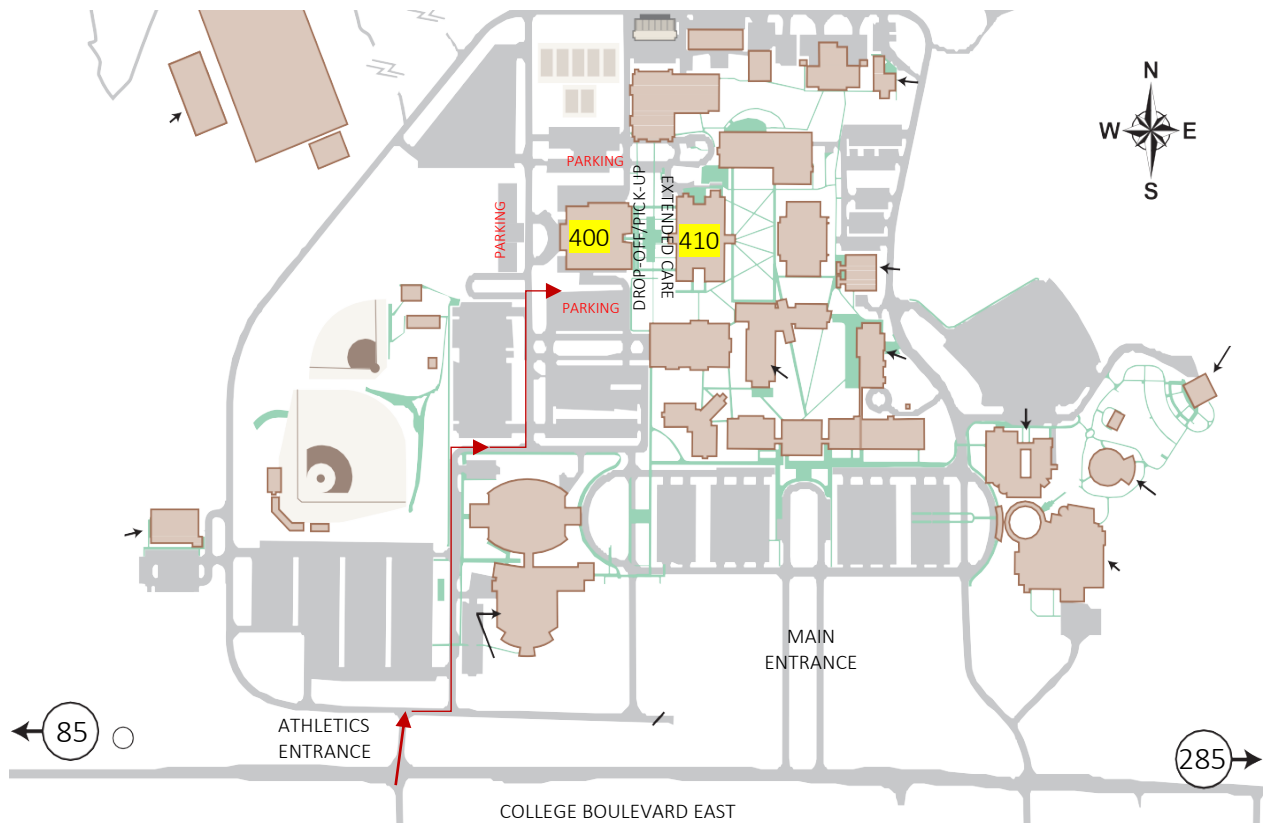 N
W E
S
PARKING
DROP-OFF/PICK-UP
EXTENDED CARE
PARKING
400
410
PARKING
MAIN
ENTRANCE
ATHLETICS
ENTRANCE
85
285
COLLEGE BOULEVARD EAST